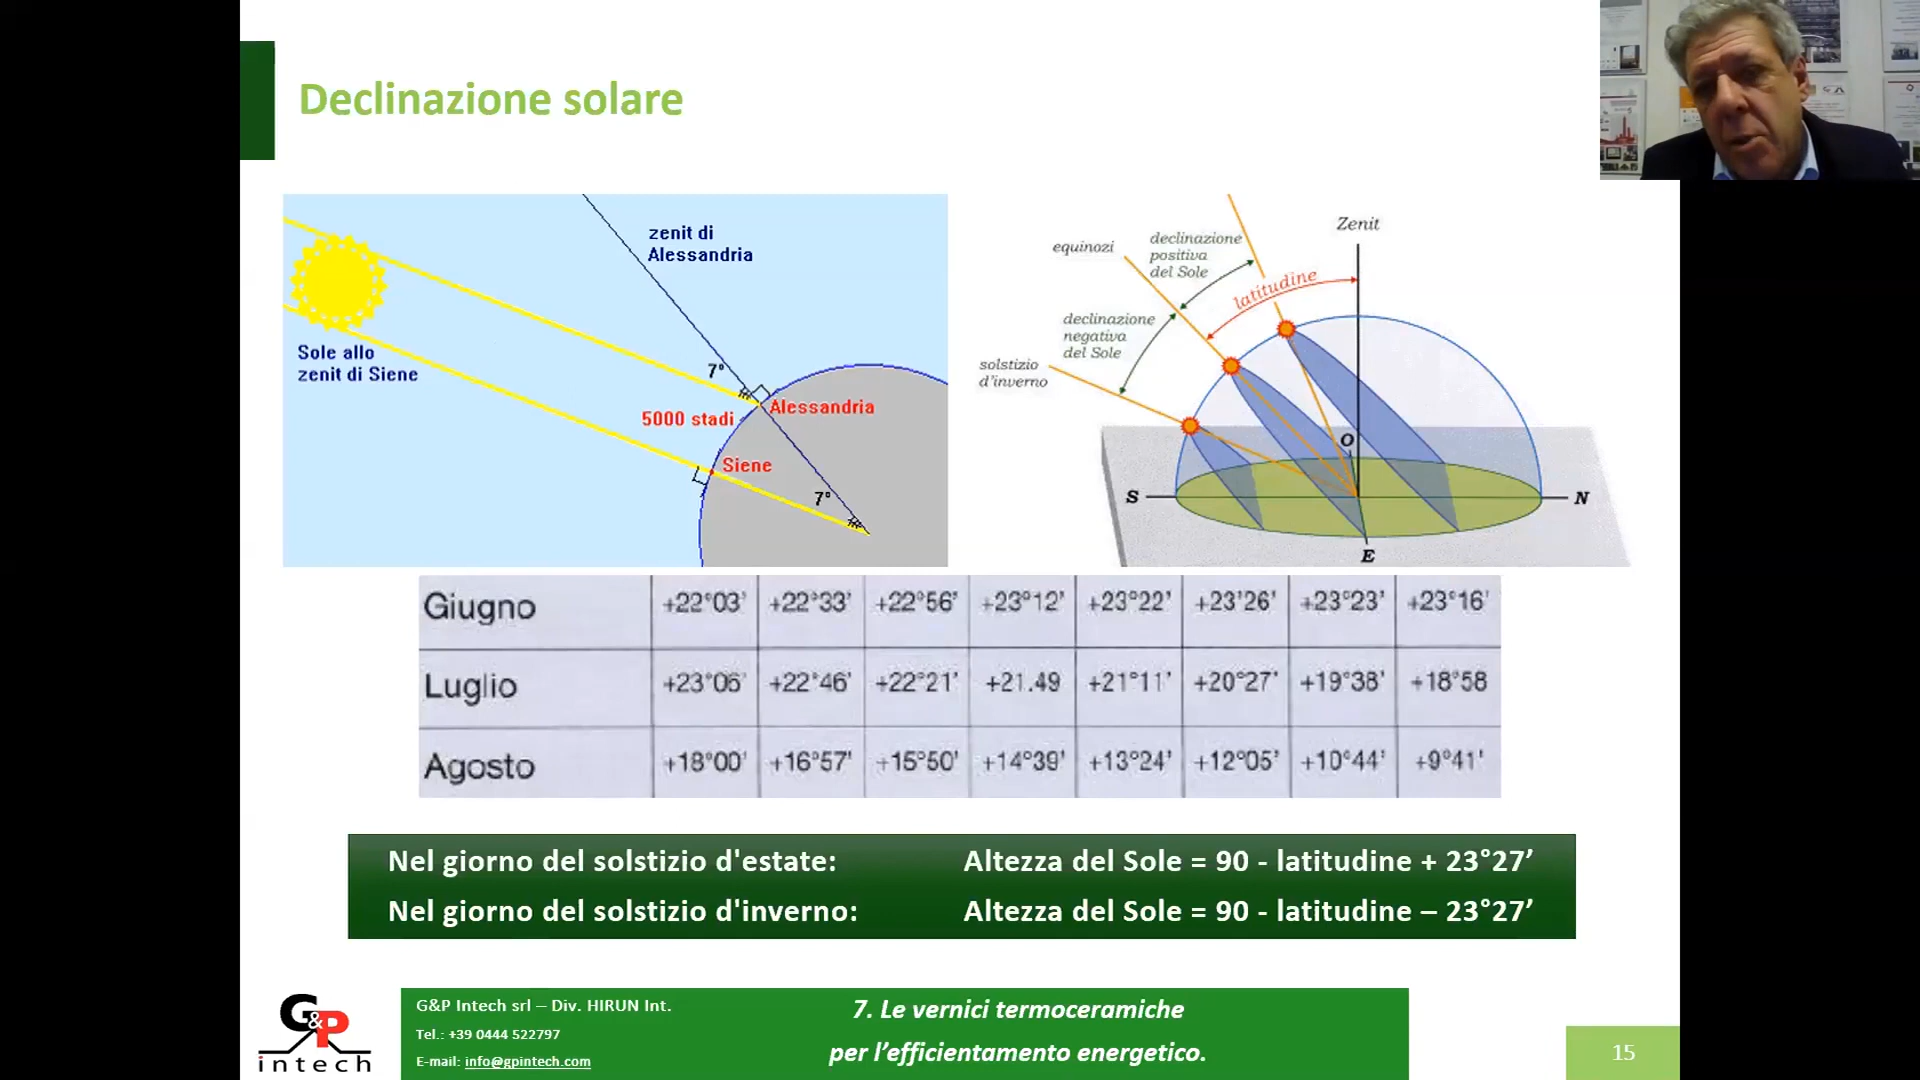 Declinazione solare
zenit di
Alessandria
Sole allo
zenit di Siene
7°
5000 stadi
Alessandria
Siene
7°
Zenit
equinozi
declinazione
positiva
del Sole
latitudine
declinazione
negativa
del Sole
solstizio
d'inverno
O
S
N
E
Giugno +22°03' +22°33' +22°56' +23°12' +23°22' +23'26' +23°23' +23°16'
Luglio +23°06' +22°46' +22°21' +21.49 +21°11' +20°27' +19°38' +18°58
Agosto +18°00' +16°57' +15°50' +14°39' +13°24' +12°05' +10°44' +9°41'
Nel giorno del solstizio d'estate: Altezza del Sole = 90 - latitudine + 23°27’
Nel giorno del solstizio d'inverno: Altezza del Sole = 90 - latitudine – 23°27’
G&P
intech
G&P Intech srl – Div. HIRUN Int.
Tel.: +39 0444 522797
E-mail: info@gpintech.com
7. Le vernici termoceramiche
per l’efficientamento energetico.
15